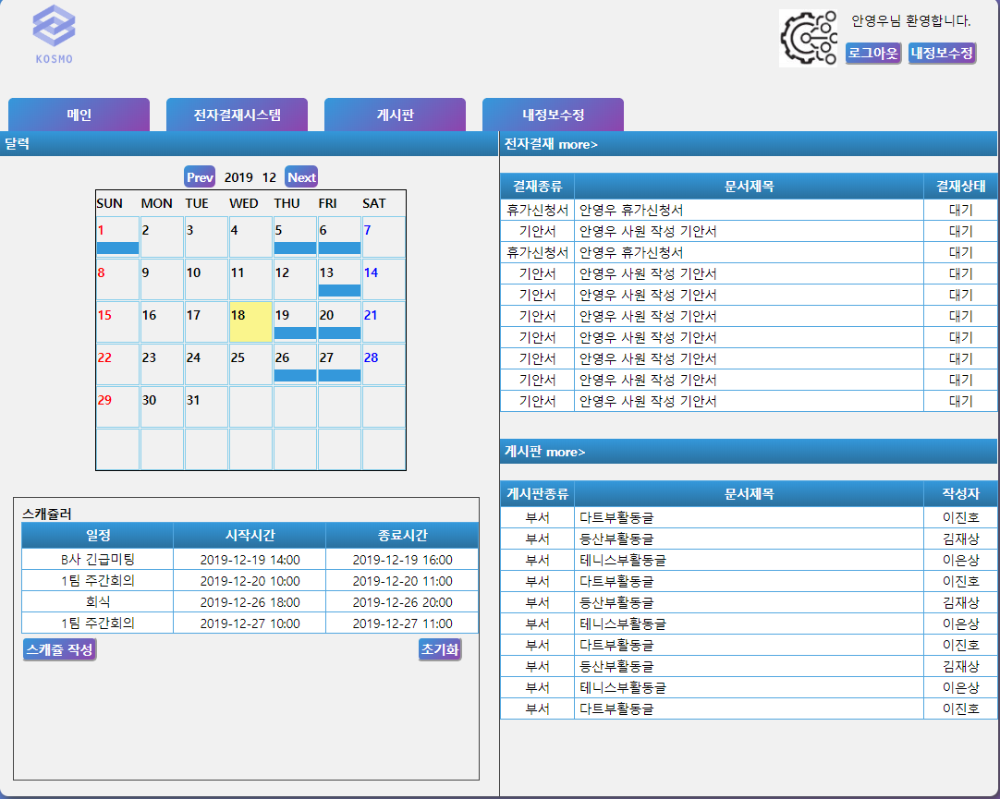 KOSMO
안영우님 환영합니다.
로그아웃 내정보수정
메인 전자결재시스템 게시판 내정보수정
달력
Prev 2019 12 Next
SUN MON TUE WED THU FRI SAT
1 2 3 4 5 6 7
8 9 10 11 12 13 14
15 16 17 18 19 20 21
22 23 24 25 26 27 28
29 30 31
스캐쥴러
일정 시작시간 종료시간
B사 긴급미팅 2019-12-19 14:00 2019-12-19 16:00
1팀 주간회의 2019-12-20 10:00 2019-12-20 11:00
회식 2019-12-26 18:00 2019-12-26 20:00
1팀 주간회의 2019-12-27 10:00 2019-12-27 11:00
스캐쥴 작성 초기화
전자결재 more>
결재종류 문서제목 결재상태
휴가신청서 안영우 휴가신청서 대기
기안서 안영우 사원 작성 기안서 대기
휴가신청서 안영우 휴가신청서 대기
기안서 안영우 사원 작성 기안서 대기
기안서 안영우 사원 작성 기안서 대기
기안서 안영우 사원 작성 기안서 대기
기안서 안영우 사원 작성 기안서 대기
기안서 안영우 사원 작성 기안서 대기
기안서 안영우 사원 작성 기안서 대기
기안서 안영우 사원 작성 기안서 대기
게시판 more>
게시판종류 문서제목 작성자
부서 다트부활동글 이진호
부서 등산부활동글 김재상
부서 테니스부활동글 이은상
부서 다트부활동글 이진호
부서 등산부활동글 김재상
부서 테니스부활동글 이은상
부서 다트부활동글 이진호
부서 등산부활동글 김재상
부서 테니스부활동글 이은상
부서 다트부활동글 이진호